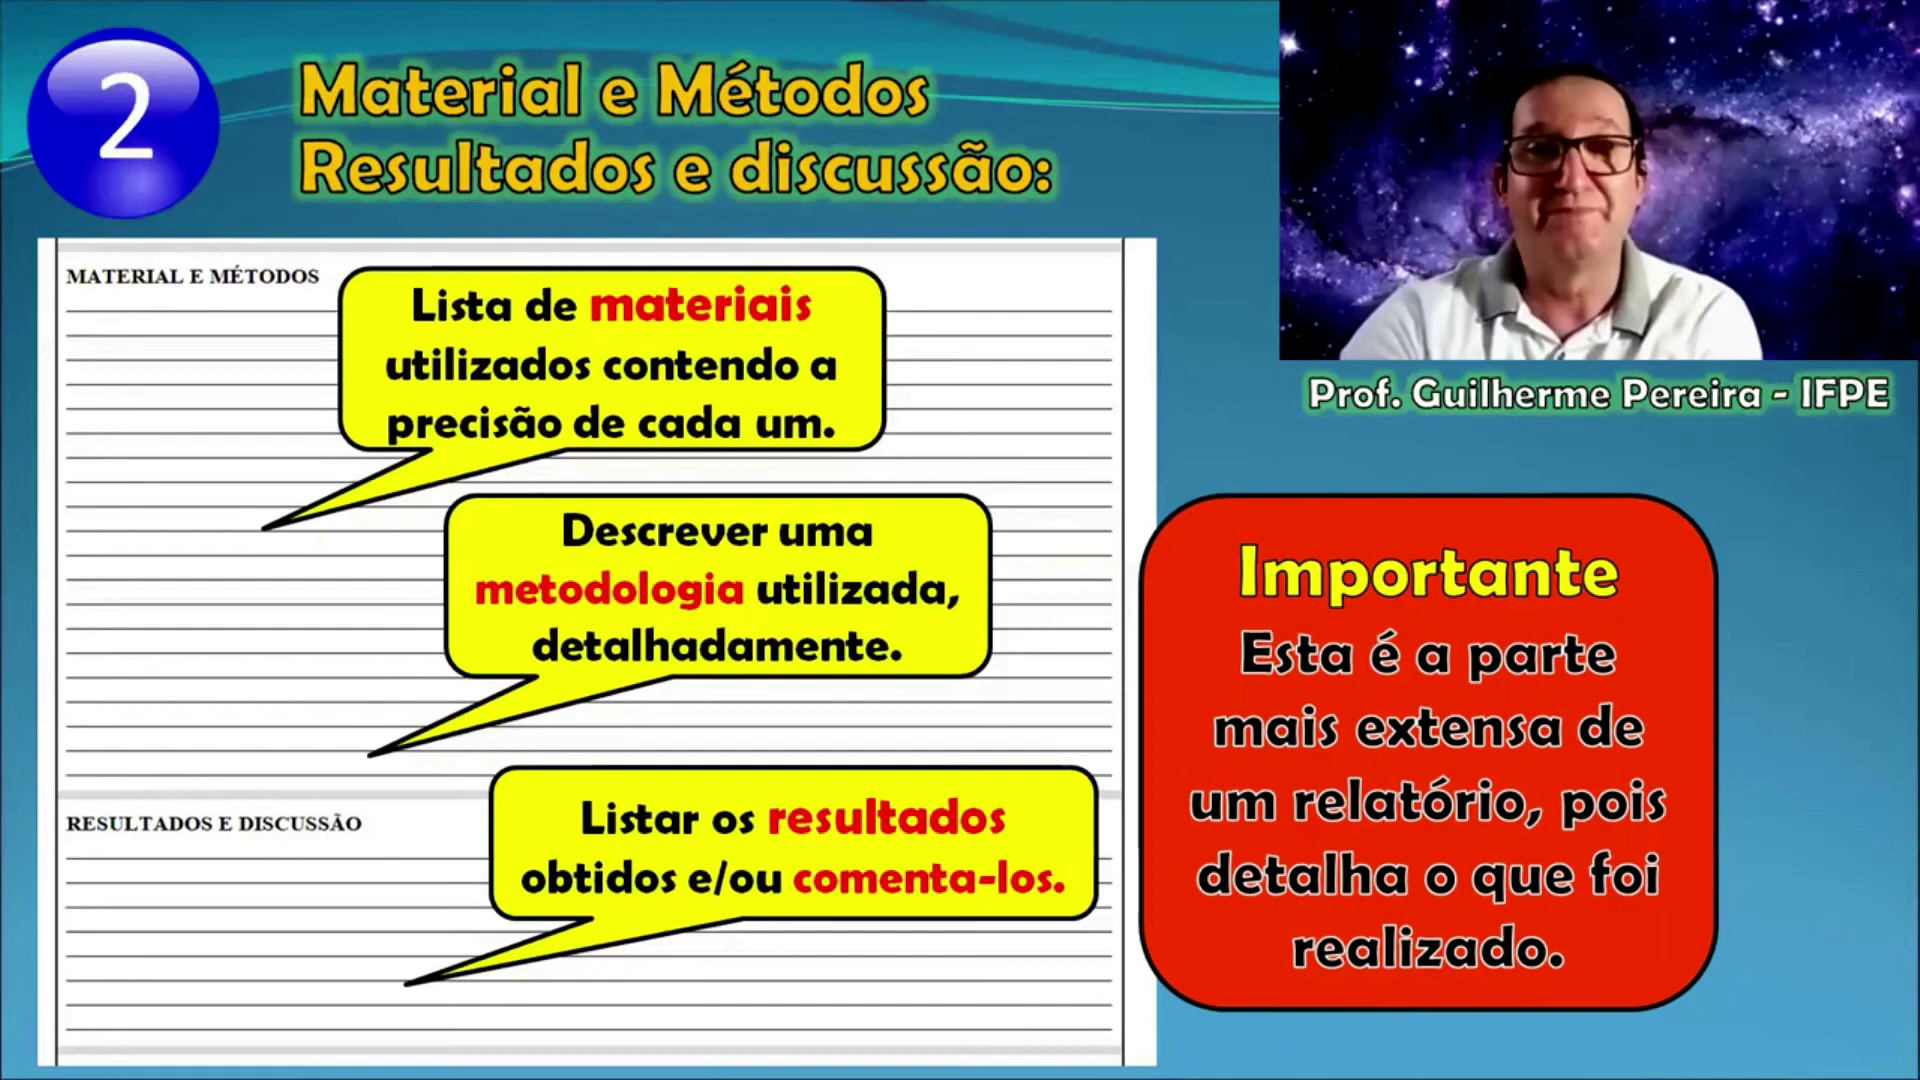 2
Material e Métodos
Resultados e discussão:
MATERIAL E MÉTODOS
Lista de materiais
utilizados contendo a
precisão de cada um.
Descrever uma
metodologia utilizada,
detalhadamente.
RESULTADOS E DISCUSSÃO
Listar os resultados
obtidos e/ou comenta-los.
Prof. Guilherme Pereira - IFPE
Importante
Esta é a parte
mais extensa de
um relatório, pois
detalha o que foi
realizado.